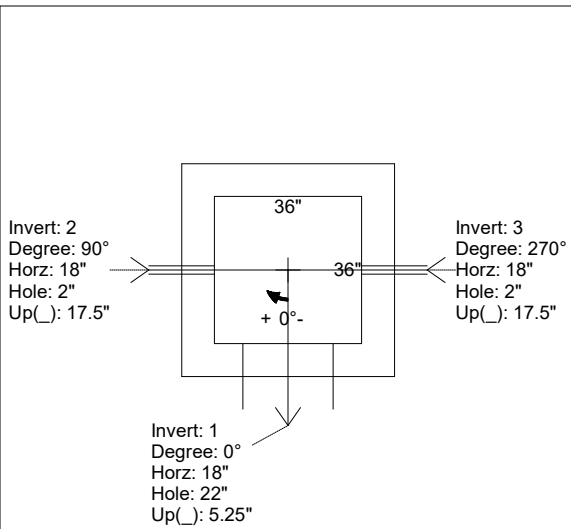 36"
Invert: 2
Degree: 90°
Horz: 18"
Hole: 2"
Up(_): 17.5"
36"
Invert: 3
Degree: 270°
Horz: 18"
Hole: 2"
Up(_): 17.5"
+ 0°-
Invert: 1
Degree: 0°
Horz: 18"
Hole: 22"
Up(_): 5.25"